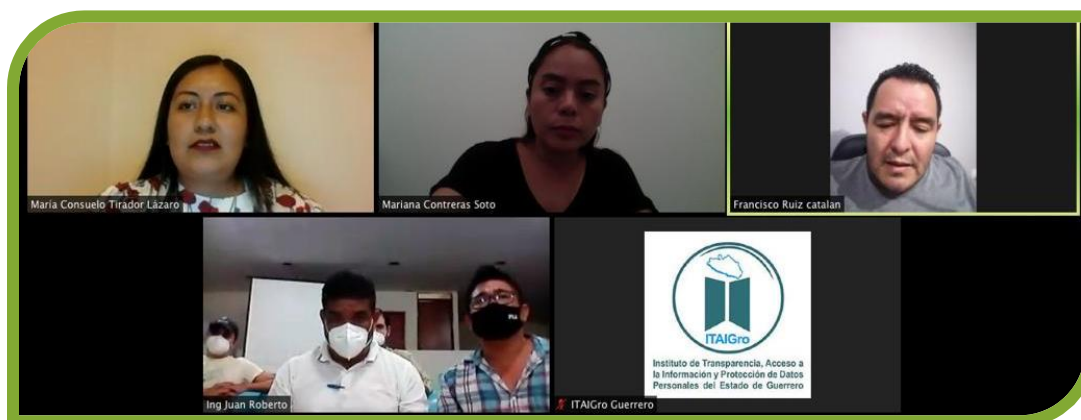 María Consuelo Tirador Lázaro
Mariana Contreras Soto
Francisco Ruiz catalan
Ing Juan Roberto
ITAIGro
Instituto de Transparencia, Acceso a
la Información y Protección de Datos
Personales del Estado de Guerrero
ITAIGro Guerrero